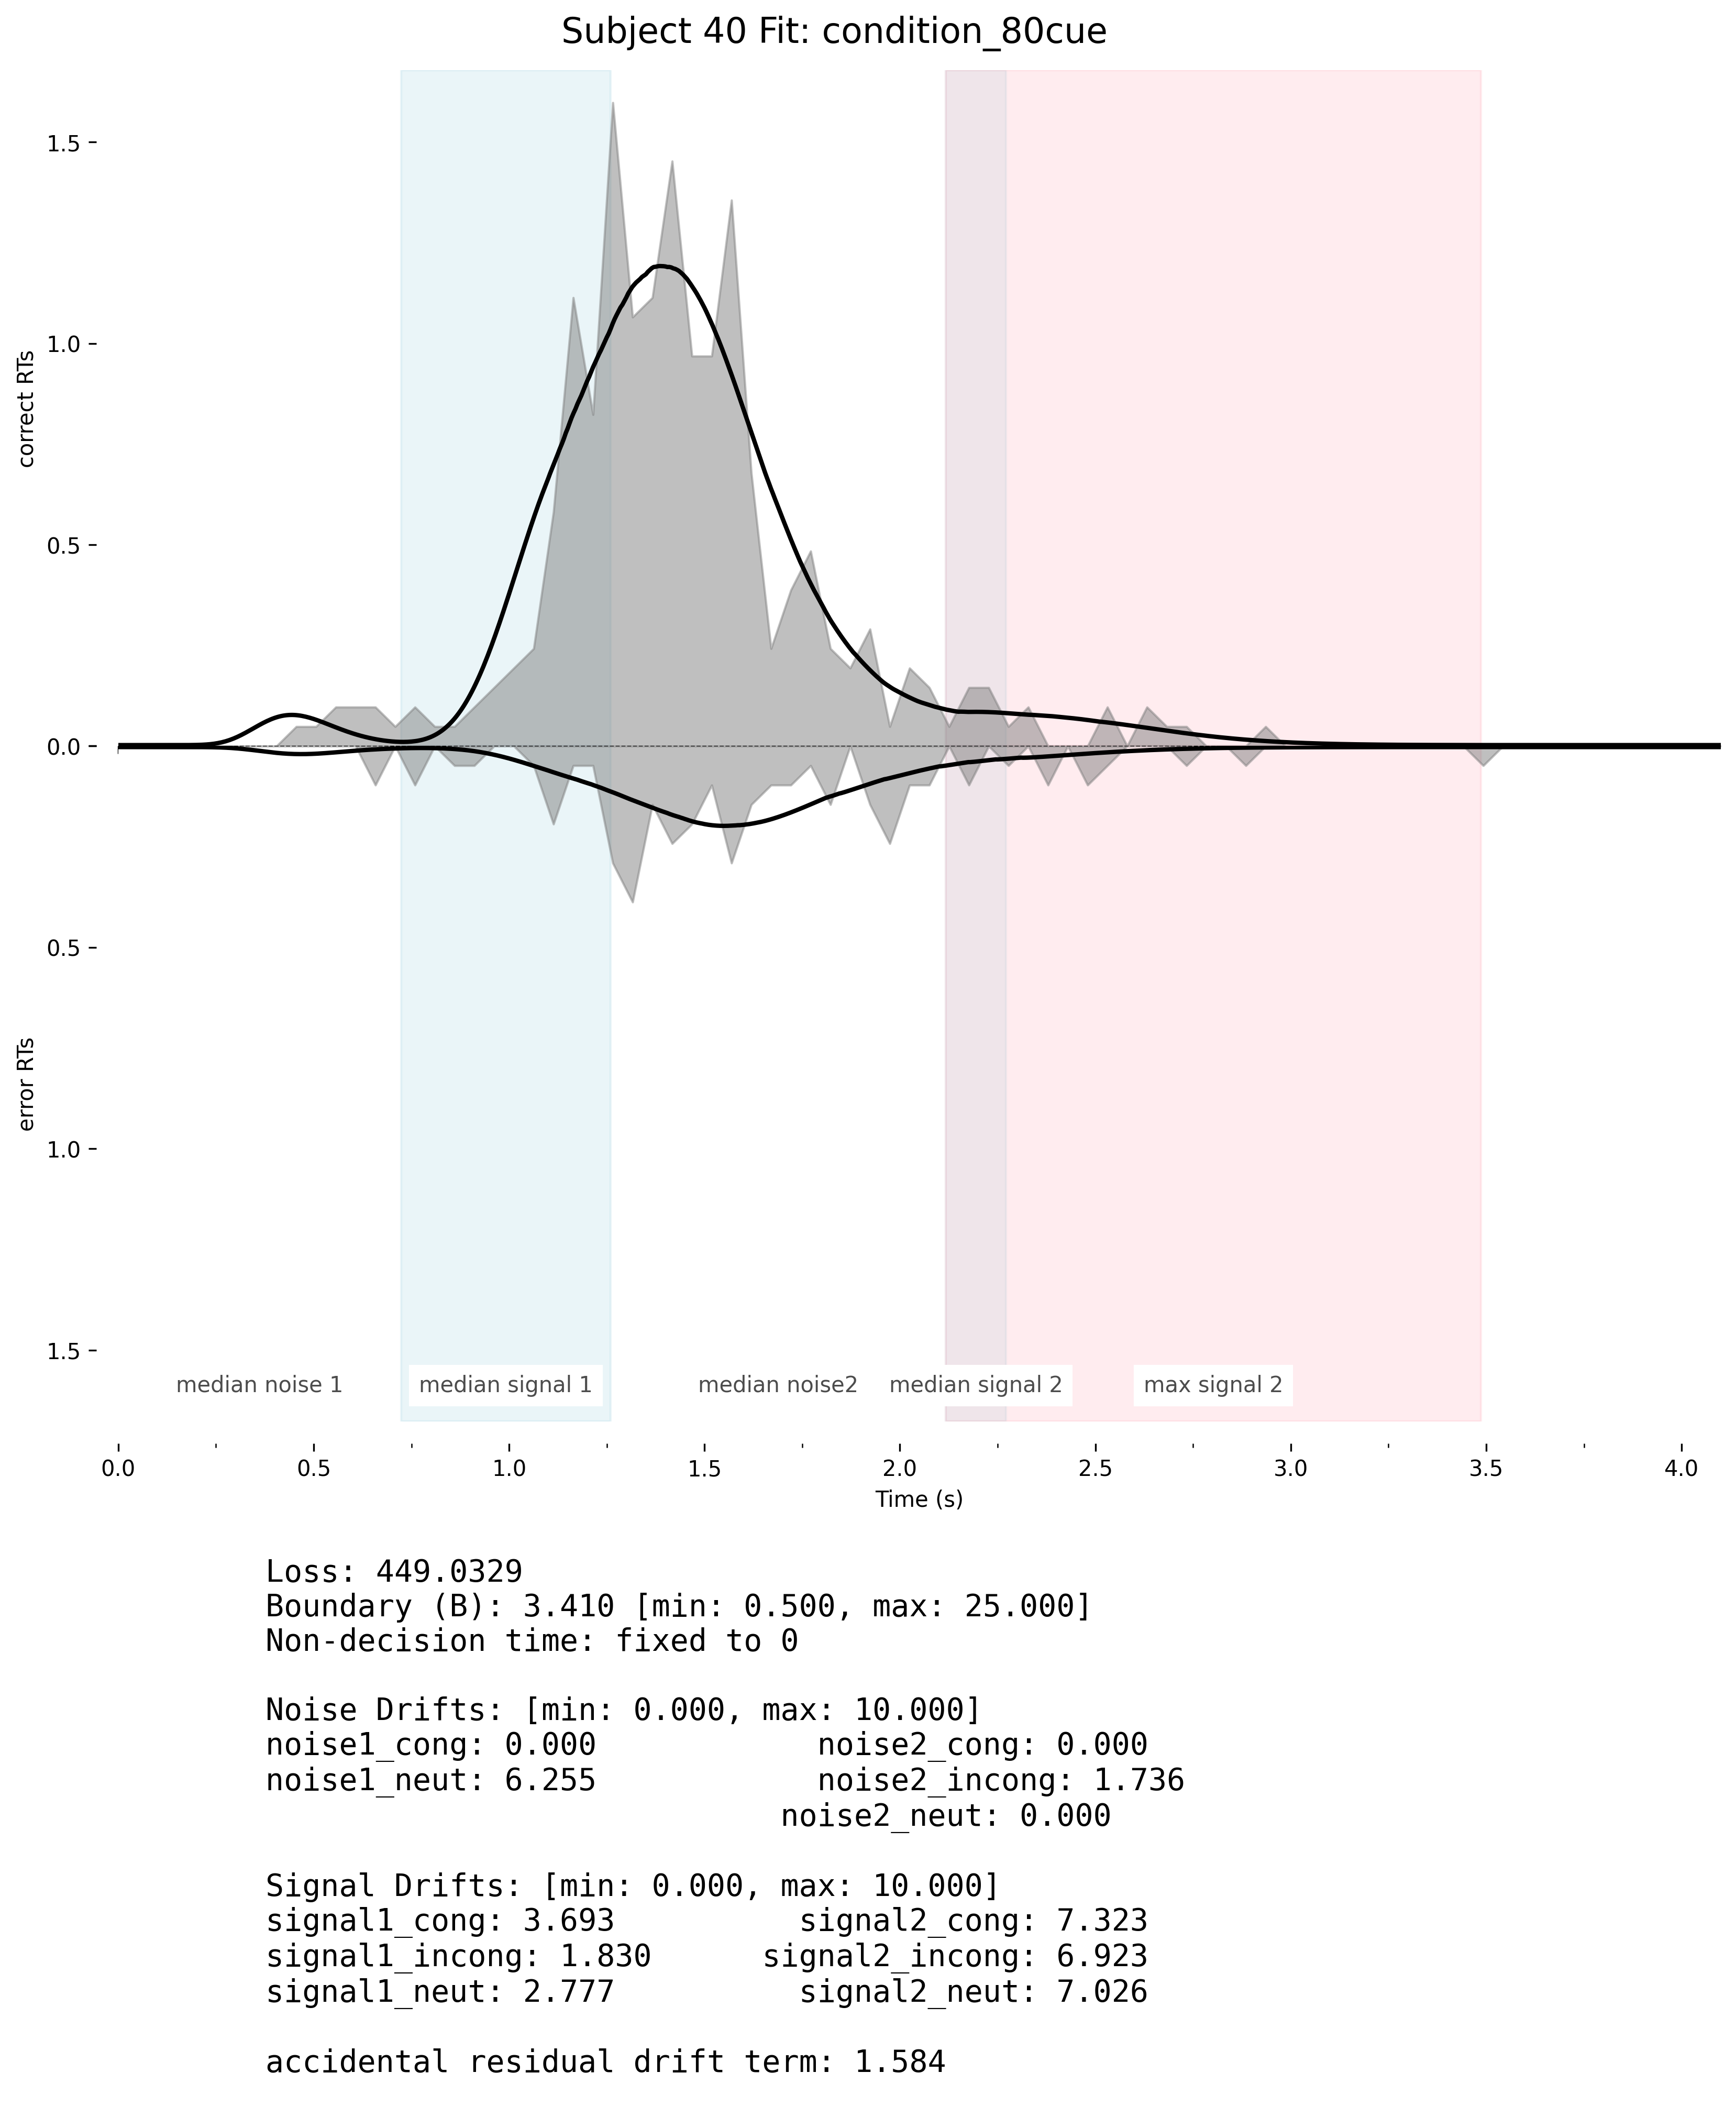 Subject 40 Fit: condition_80cue
1.5
1.0
0.5
0.0
0.5
1.0
1.5
correct RTs
error RTs
median noise 1
median signal 1
median noise2
median signal 2
max signal 2
0.0
0.5
1.0
1.5
2.0
2.5
3.0
3.5
4.0
Time (s)
Loss: 449.0329
Boundary (B): 3.410 [min: 0.500, max: 25.000]
Non-decision time: fixed to 0
Noise Drifts: [min: 0.000, max: 10.000]
noise1_cong: 0.000 noise2_cong: 0.000
noise1_neut: 6.255 noise2_incong: 1.736
noise2_neut: 0.000
Signal Drifts: [min: 0.000, max: 10.000]
signal1_cong: 3.693 signal2_cong: 7.323
signal1_incong: 1.830 signal2_incong: 6.923
signal1_neut: 2.777 signal2_neut: 7.026
accidental residual drift term: 1.584